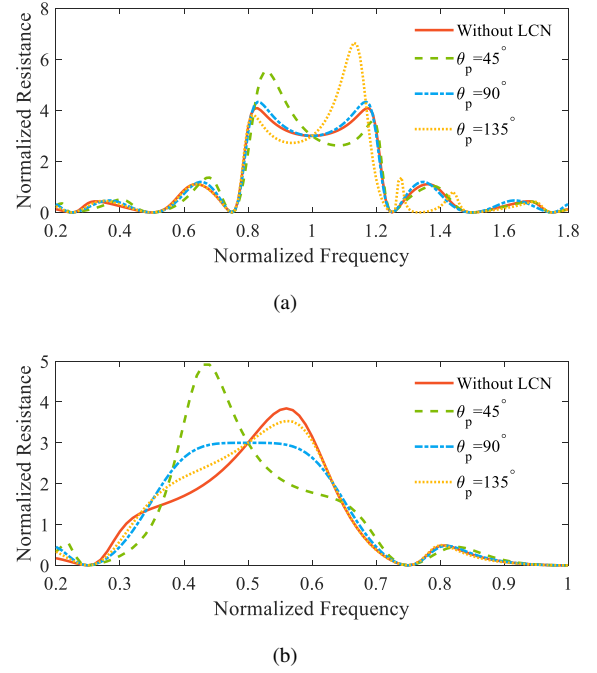 8
6
4
2
0
Normalized Resistance
Without LCN
θp=45°
θp=90°
θp=135°
0.2 0.4 0.6 0.8 1 1.2 1.4 1.6 1.8
Normalized Frequency
(a)
5
4
3
2
1
0
Normalized Resistance
Without LCN
θp=45°
θp=90°
θp=135°
0.2 0.3 0.4 0.5 0.6 0.7 0.8 0.9 1
Normalized Frequency
(b)